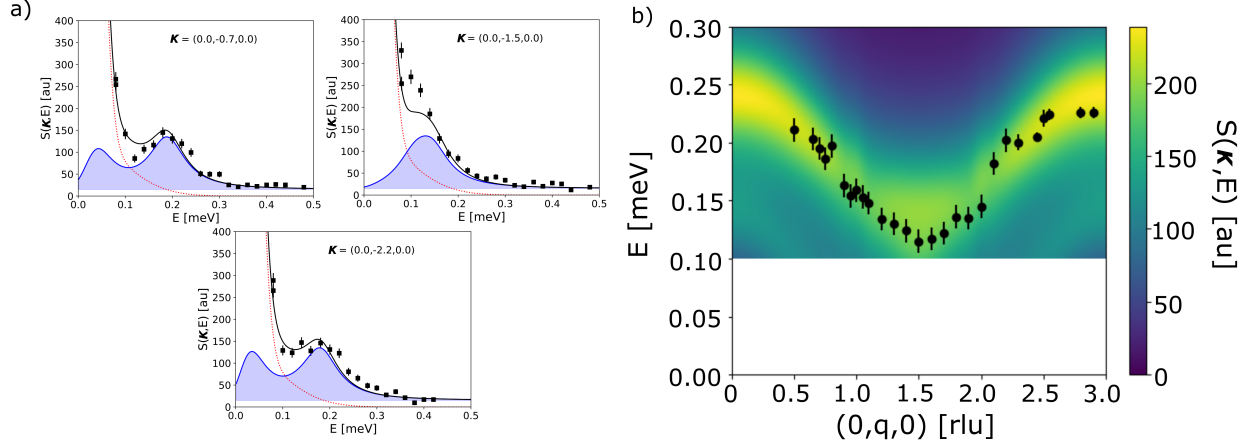 a)
400
350
300
250
200
150
100
50
0
S(κ,E) [au]
κ = (0.0,-0.7,0.0)
0.0 0.1 0.2 0.3 0.4 0.5
E [meV]
400
350
300
250
200
150
100
50
0
S(κ,E) [au]
κ = (0.0,-1.5,0.0)
0.0 0.1 0.2 0.3 0.4 0.5
E [meV]
400
350
300
250
200
150
100
50
0
S(κ,E) [au]
κ = (0.0,-2.2,0.0)
0.0 0.1 0.2 0.3 0.4 0.5
E [meV]
b)
0.30
0.25
0.20
0.15
0.10
0.05
0.00
E [meV]
0 0.5 1.0 1.5 2.0 2.5 3.0
(0,q,0) [rlu]
200
150
100
50
0
S(κ,E) [au]